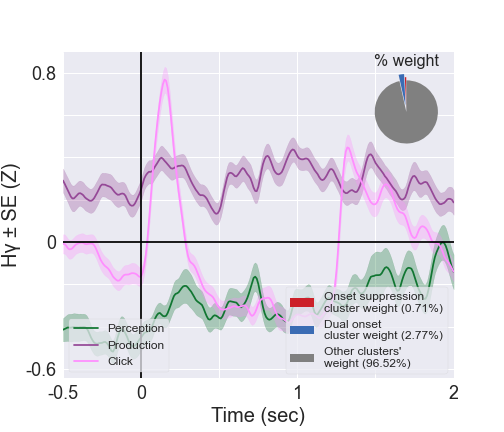 % weight
0.8
0
-0.6
Hγ ± SE (Z)
Perception
Production
Click
Onset suppression
cluster weight (0.71%)
Dual onset
cluster weight (2.77%)
Other clusters'
weight (96.52%)
-0.5
0
1
2
Time (sec)